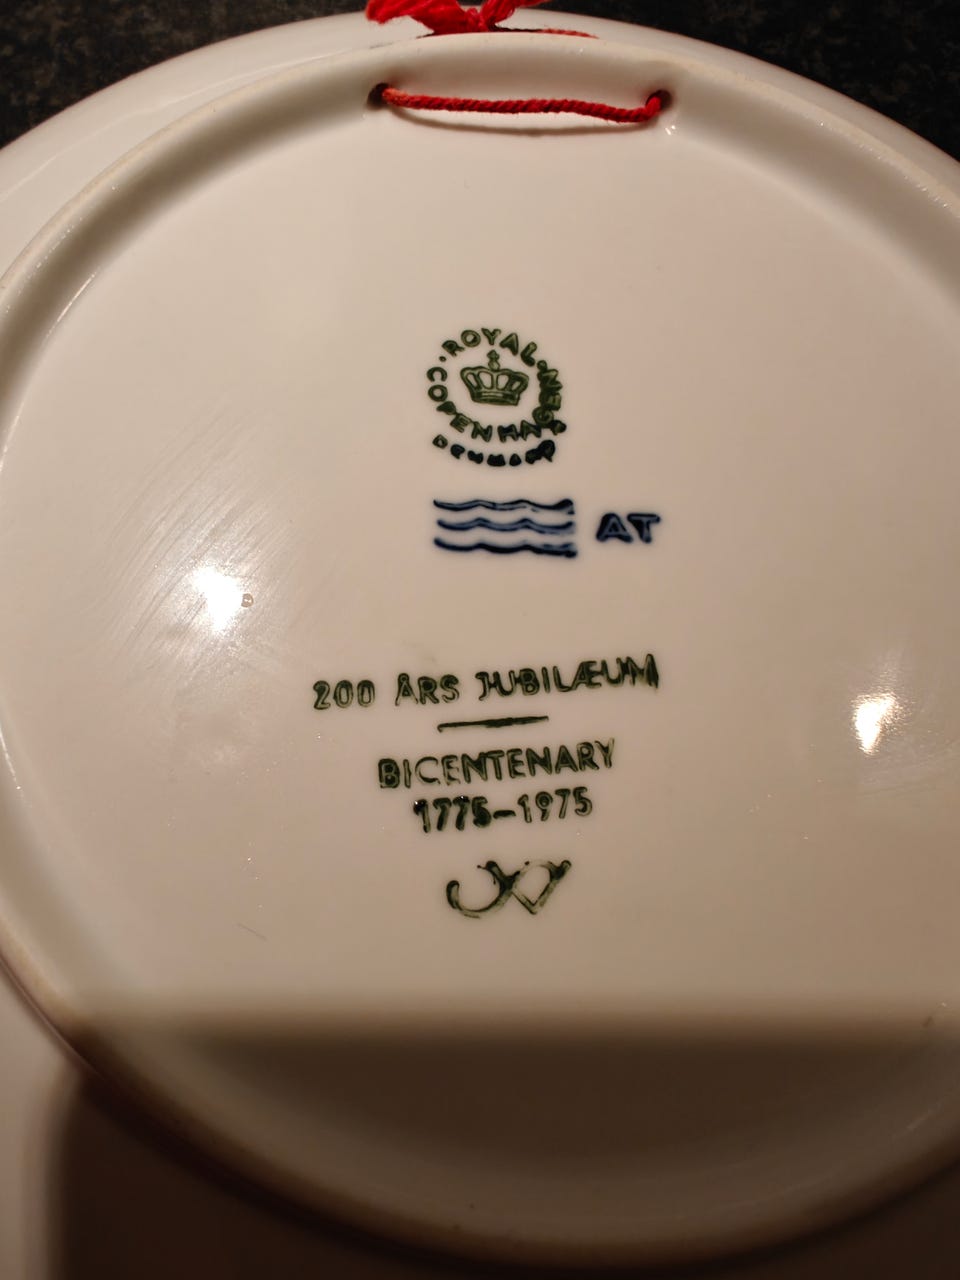 ROYAL COPENHAGEN
DENMARK
AT
200 ÅRS JUBILÆUM
BICENTENARY
1775-1975